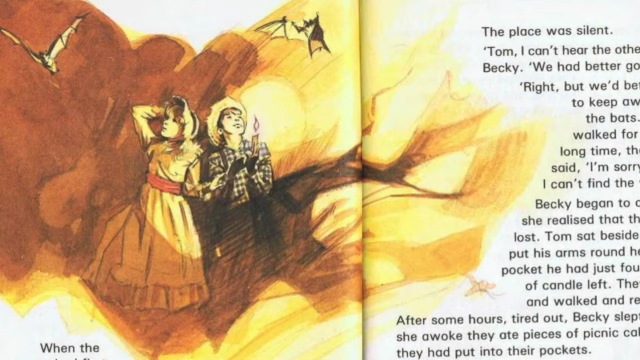 When the
The place was silent.
'Tom, I can't hear the othe
Becky. 'We had better go
'Right, but we'd be
to keep aw
the bats.
walked for
long time, th
said, 'I'm sorry
I can't find the
Becky began to c
she realised that th
lost. Tom sat beside
put his arms round he
pocket he had just fou
of candle left. They
and walked and re
After some hours, tired out, Becky slept
she awoke they ate pieces of picnic cak
they had put into their pockets.